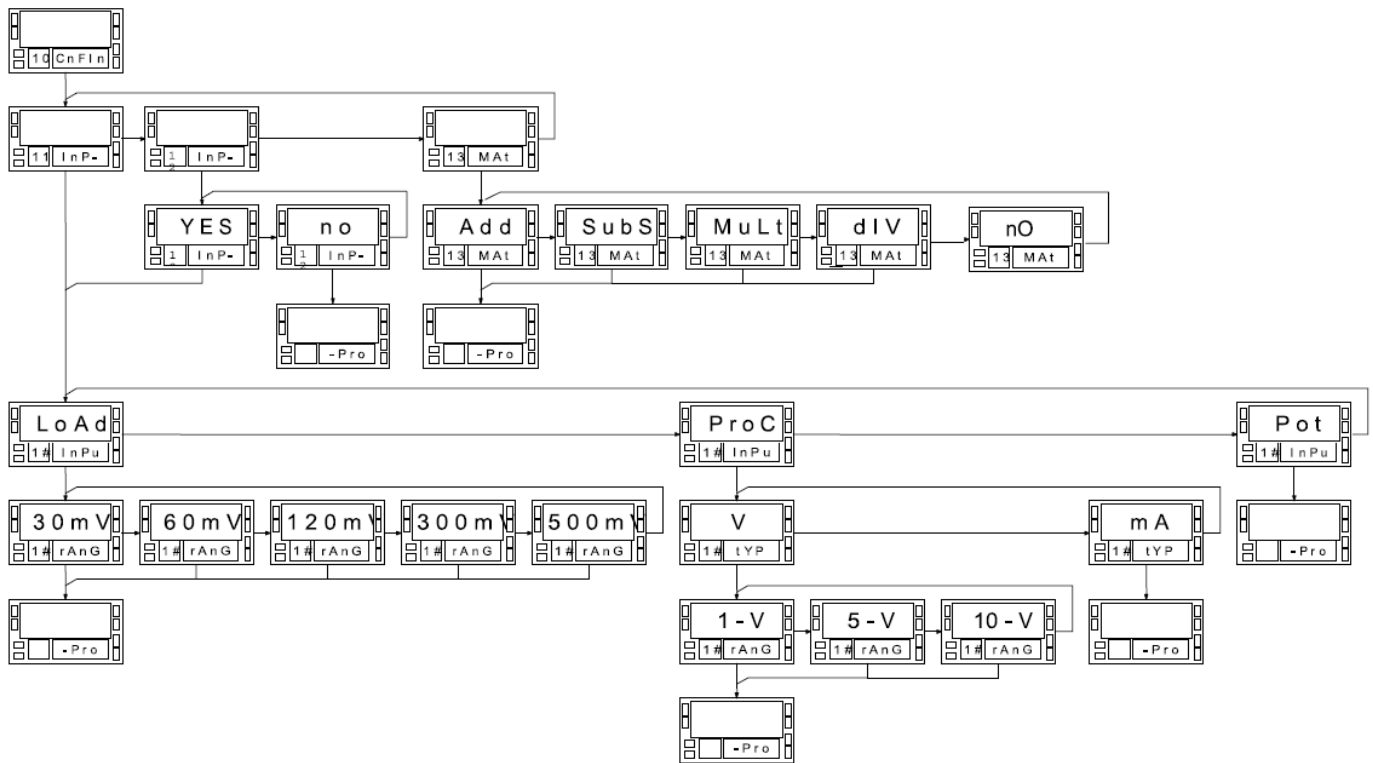 10 CnFIn
11 InP-
12 InP-
13 MAt
YES
no
Add
SubS
MuLt
dIV
nO
InP-
InP-
13 MAt
13 MAt
13 MAt
13 MAt
13 MAt
-Pro
-Pro
LoAd
ProC
Pot
1# InPu
1# InPu
1# InPu
30mV
60mV
120mV
300mV
500mV
V
mA
1# rAnG
1# rAnG
1# rAnG
1# rAnG
1# rAnG
1# tYP
1# tYP
-Pro
1-V
5-V
10-V
-Pro
1# rAnG
1# rAnG
1# rAnG
-Pro
-Pro